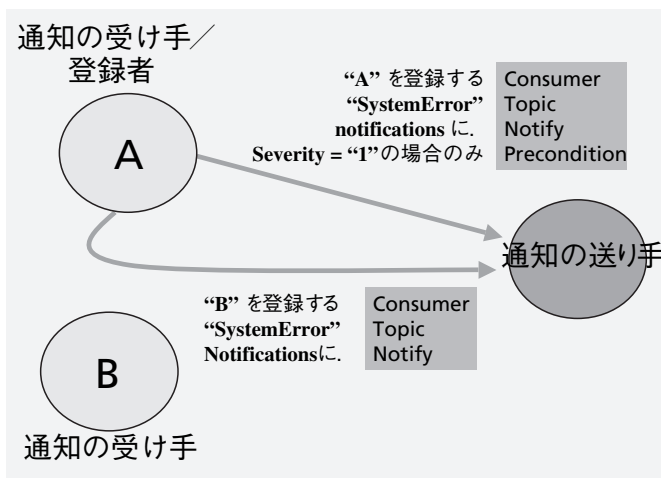 通知の受け手／
登録者
A
“A” を登録する
“SystemError”
notifications に.
Severity = “1”の場合のみ
Consumer
Topic
Notify
Precondition
通知の送り手
“B” を登録する
“SystemError”
Notificationsに.
Consumer
Topic
Notify
B
通知の受け手